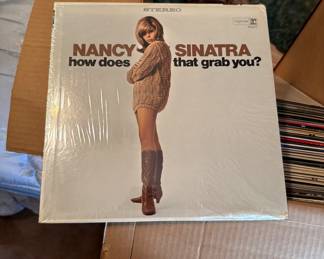 STEREO
NANCY SINATRA
how does that grab you?